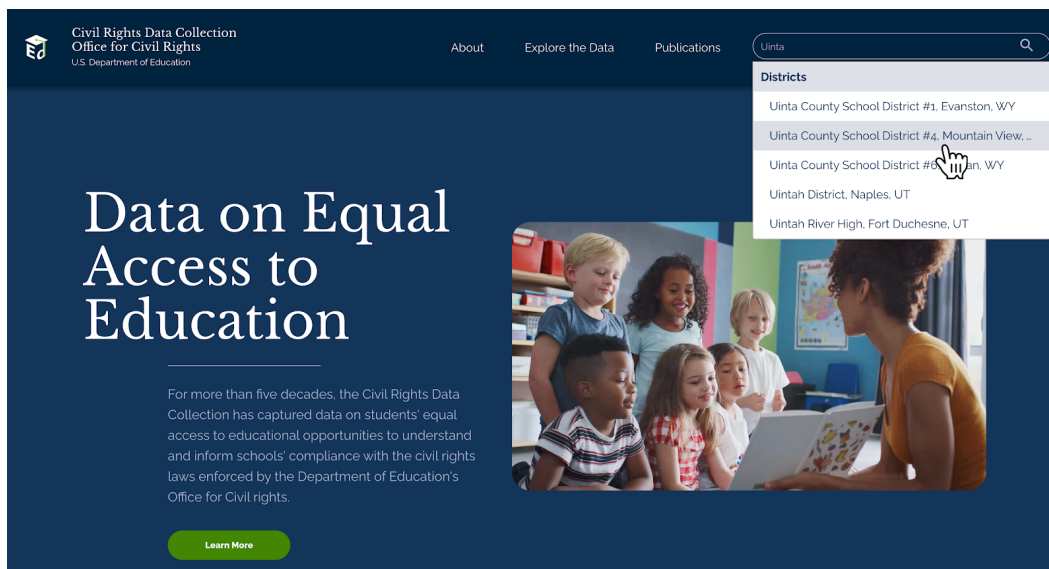 Civil Rights Data Collection
Office for Civil Rights
U.S. Department of Education
Ed
About Explore the Data Publications
Uinta
Districts
Uinta County School District #1, Evanston, WY
Uinta County School District #4, Mountain View, ...
Uinta County School District #6, WY
Uintah District, Naples, UT
Uintah River High, Fort Duchesne, UT
Data on Equal
Access to
Education
For more than five decades, the Civil Rights Data
Collection has captured data on students' equal
access to educational opportunities to understand
and inform schools' compliance with the civil rights
laws enforced by the Department of Education's
Office for Civil rights.
Learn More